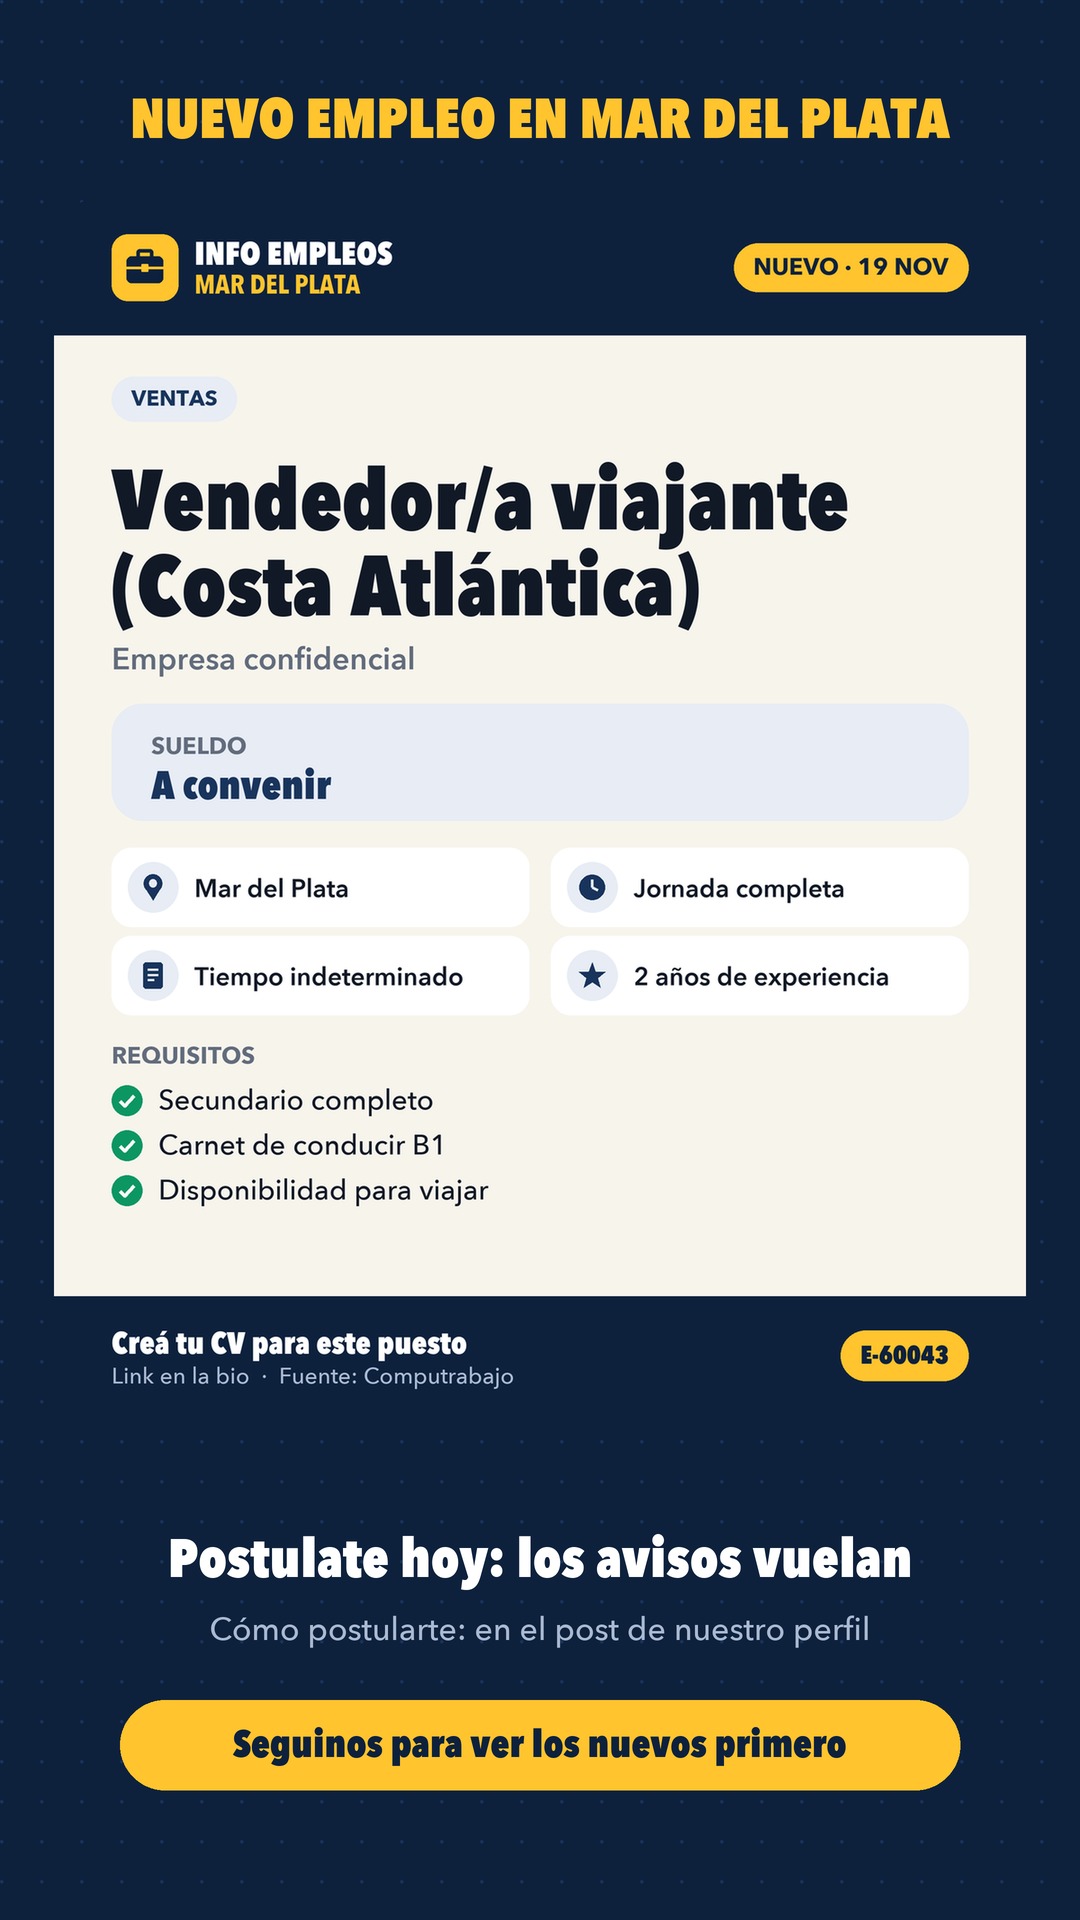 NUEVO EMPLEO EN MAR DEL PLATA
INFO EMPLEOS
MAR DEL PLATA
NUEVO · 19 NOV
VENTAS
Vendedor/a viajante
(Costa Atlántica)
Empresa confidencial
SUELDO
A convenir
Mar del Plata
Jornada completa
Tiempo indeterminado
2 años de experiencia
REQUISITOS
Secundario completo
Carnet de conducir B1
Disponibilidad para viajar
Creá tu CV para este puesto
Link en la bio · Fuente: Computrabajo
E-60043
Postulate hoy: los avisos vuelan
Cómo postularte: en el post de nuestro perfil
Seguinos para ver los nuevos primero